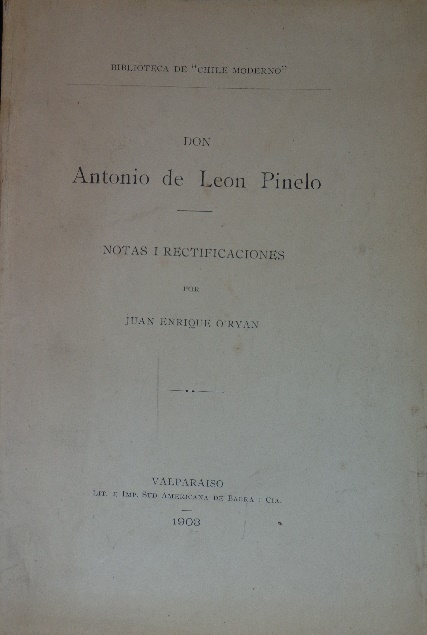 BIBLIOTECA DE "CHILE MODERNO"
DON
Antonio de Leon Pinelo
NOTAS I RECTIFICACIONES
POR
JUAN ENRIQUE O'RYAN
VALPARAISO
LIT. E IMP. SUD AMERICANA DE BABRA I CIA.
1903